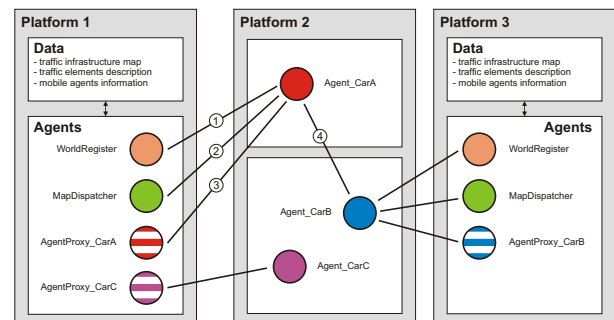 Platform 1
Data
- traffic infrastructure map
- traffic elements description
- mobile agents information
Agents
WorldRegister
MapDispatcher
AgentProxy_CarA
AgentProxy_CarC
1
2
3
Platform 2
Agent_CarA
4
Agent_CarB
Agent_CarC
Platform 3
Data
- traffic infrastructure map
- traffic elements description
- mobile agents information
Agents
WorldRegister
MapDispatcher
AgentProxy_CarB